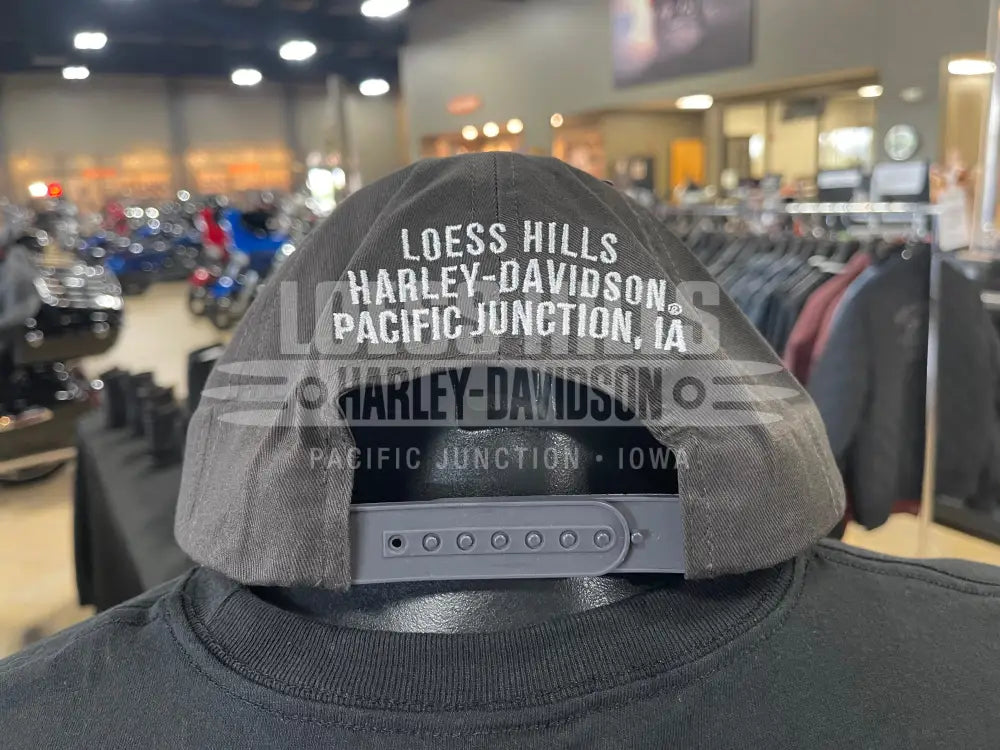 LOESS HILLS
HARLEY-DAVIDSON®
PACIFIC JUNCTION, IA
LOESS HILLS
HARLEY-DAVIDSON
PACIFIC JUNCTION • IOWA